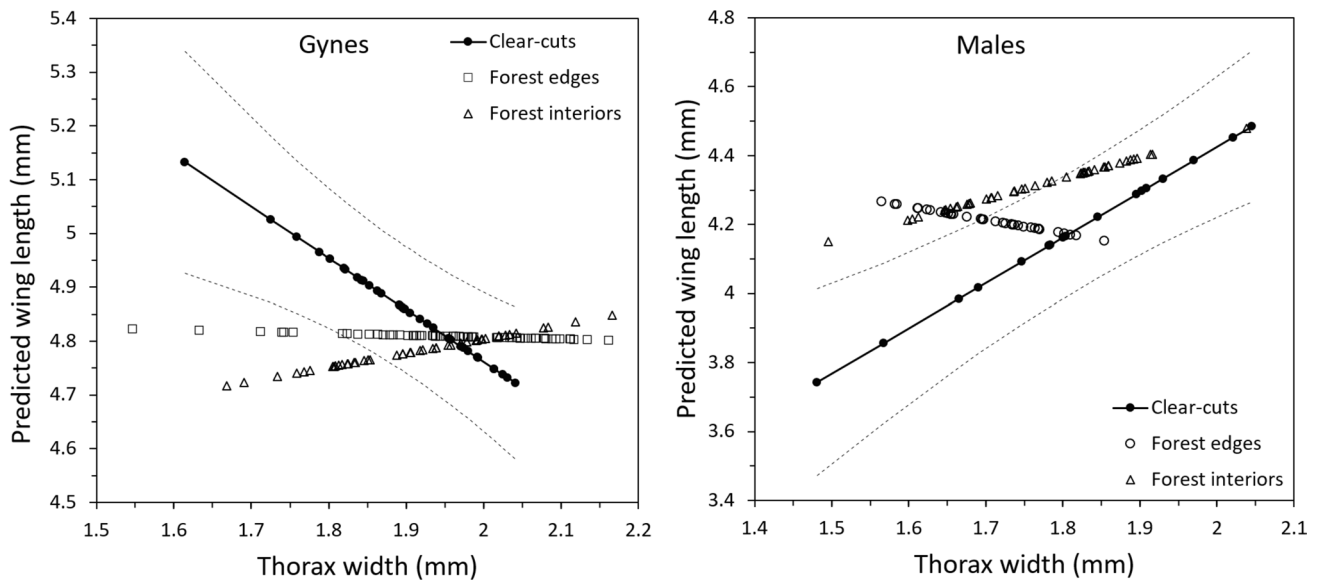 Gynes
Clear-cuts
Forest edges
Forest interiors
5.4
5.3
5.2
5.1
5
4.9
4.8
4.7
4.6
4.5
Predicted wing length (mm)
1.5 1.6 1.7 1.8 1.9 2 2.1 2.2
Thorax width (mm)
Males
4.8
4.6
4.4
4.2
4
3.8
3.6
3.4
Predicted wing length (mm)
Clear-cuts
Forest edges
Forest interiors
1.4 1.5 1.6 1.7 1.8 1.9 2 2.1
Thorax width (mm)